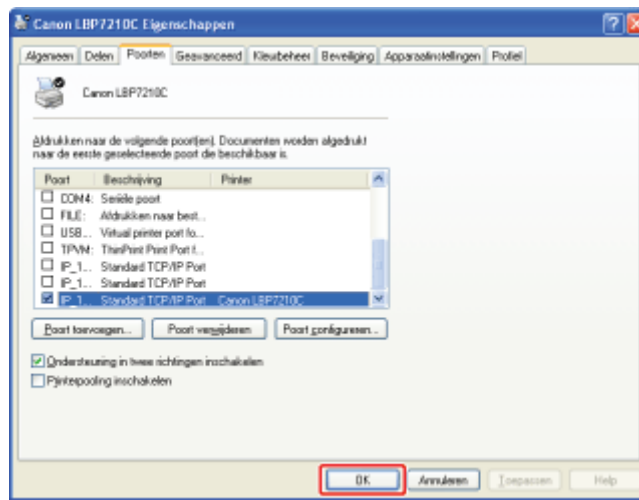 Canon LBP7210C Eigenschappen
Algemeen Delen Poorten Geavanceerd Kleurbeheer Beveiliging Apparaatinstellingen Profiel
Canon LBP7210C
Afdrukken naar de volgende poort(en). Documenten worden afgedrukt
naar de eerste geselecteerde poort die beschikbaar is.
Poort Beschrijving Printer
COM4: Seriële poort
FILE: Afdrukken naar best...
USB... Virtual printer port fo...
TPVM: ThinPrint Print Port f...
IP_1... Standard TCP/IP Port
IP_1... Standard TCP/IP Port
IP_1... Standard TCP/IP Port Canon LBP7210C
Poort toevoegen... Poort verwijderen Poort configureren...
Ondersteuning in twee richtingen inschakelen
Printerpooling inschakelen
OK Annuleren Toepassen Help